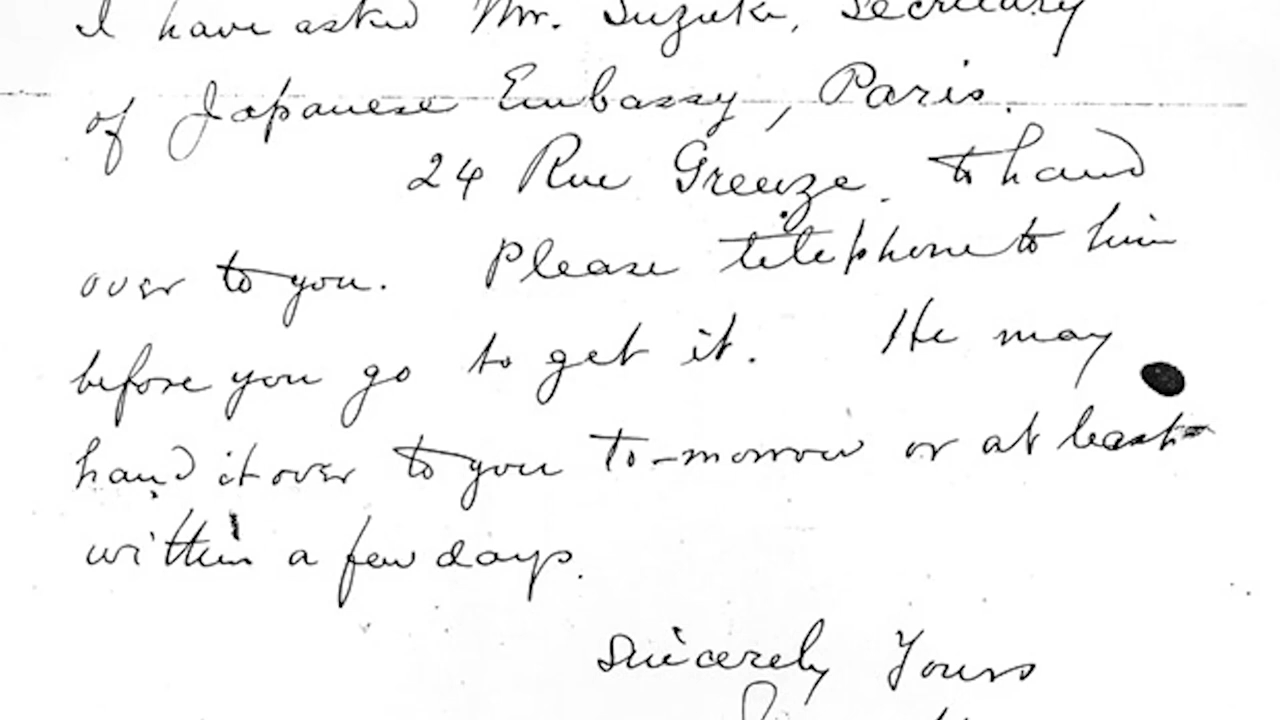 I have asked Mr. Suzuki, Secretary
of Japanese Embassy, Paris.
24 Rue Greuze, to hand
over to you. Please telephone to him
before you go to get it. He may
hand it over to you to-morrow or at least
within a few days.
Sincerely Yours